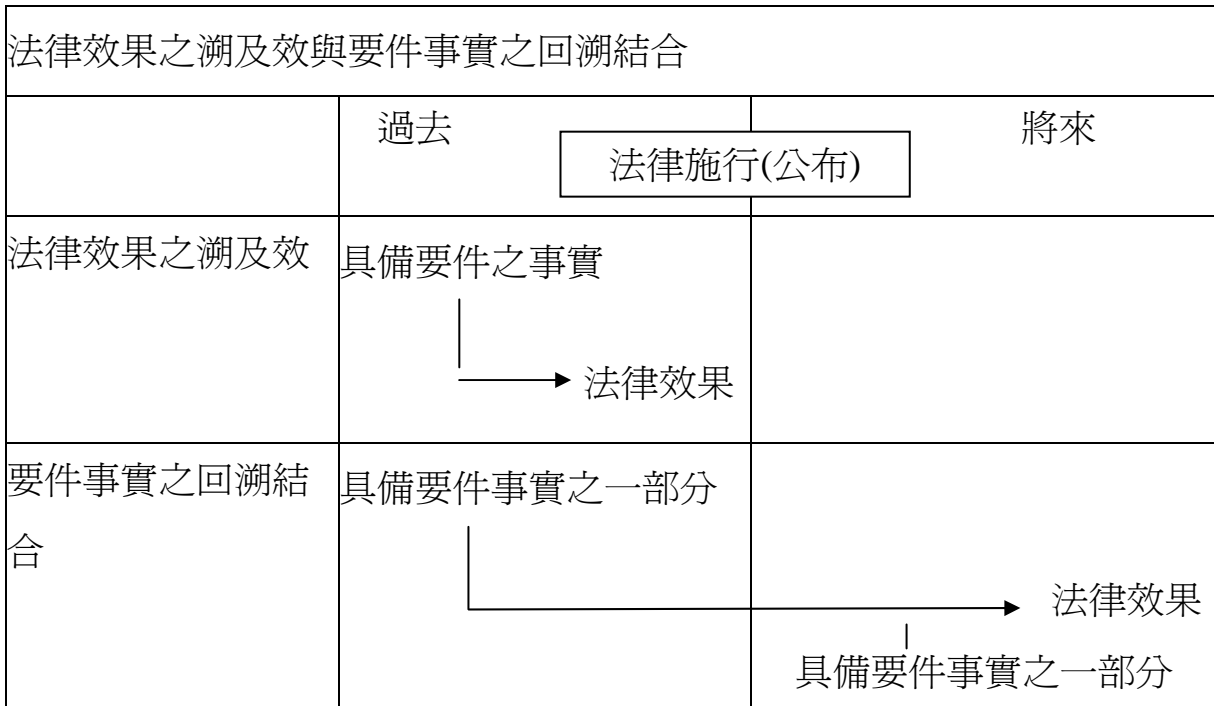 法律效果之溯及效與要件事實之回溯結合
過去
將來
法律施行(公布)
法律效果之溯及效
具備要件之事實
法律效果
要件事實之回溯結
合
具備要件事實之一部分
法律效果
具備要件事實之一部分